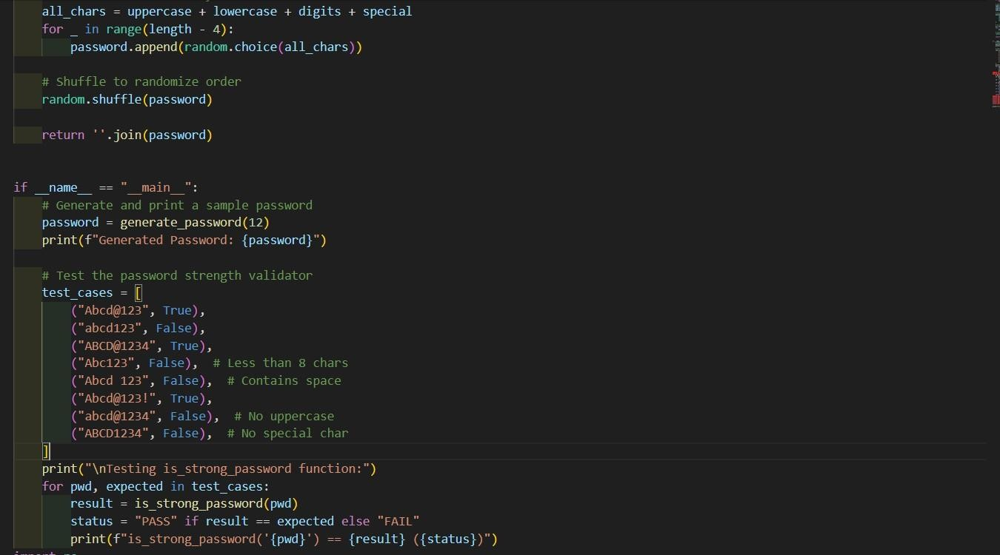 all_chars = uppercase + lowercase + digits + special
    for _ in range(length - 4):
        password.append(random.choice(all_chars))

    # Shuffle to randomize order
    random.shuffle(password)

    return ''.join(password)


if __name__ == "__main__":
    # Generate and print a sample password
    password = generate_password(12)
    print(f"Generated Password: {password}")

    # Test the password strength validator
    test_cases = [
        ("Abcd@123", True),
        ("abcd123", False),
        ("ABCD@1234", True),
        ("Abc123", False),  # Less than 8 chars
        ("Abcd 123", False),  # Contains space
        ("Abcd@123!", True),
        ("abcd@1234", False),  # No uppercase
        ("ABCD1234", False),  # No special char
    ]
    print("\nTesting is_strong_password function:")
    for pwd, expected in test_cases:
        result = is_strong_password(pwd)
        status = "PASS" if result == expected else "FAIL"
        print(f"is_strong_password('{pwd}') == {result} ({status})")
import